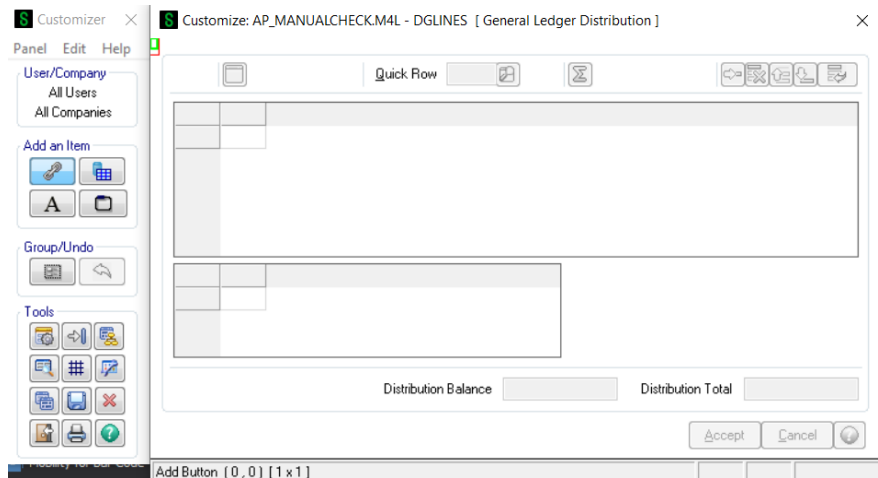 S Customizer
Panel Edit Help
User/Company
All Users
All Companies
Add an Item
A
Group/Undo
Tools
S Customize: AP_MANUALCHECK.M4L - DGLINES [ General Ledger Distribution ]
Quick Row
Σ
Distribution Balance
Distribution Total
Accept
Cancel
?
?
Add Button (0,0) [1 x 1]